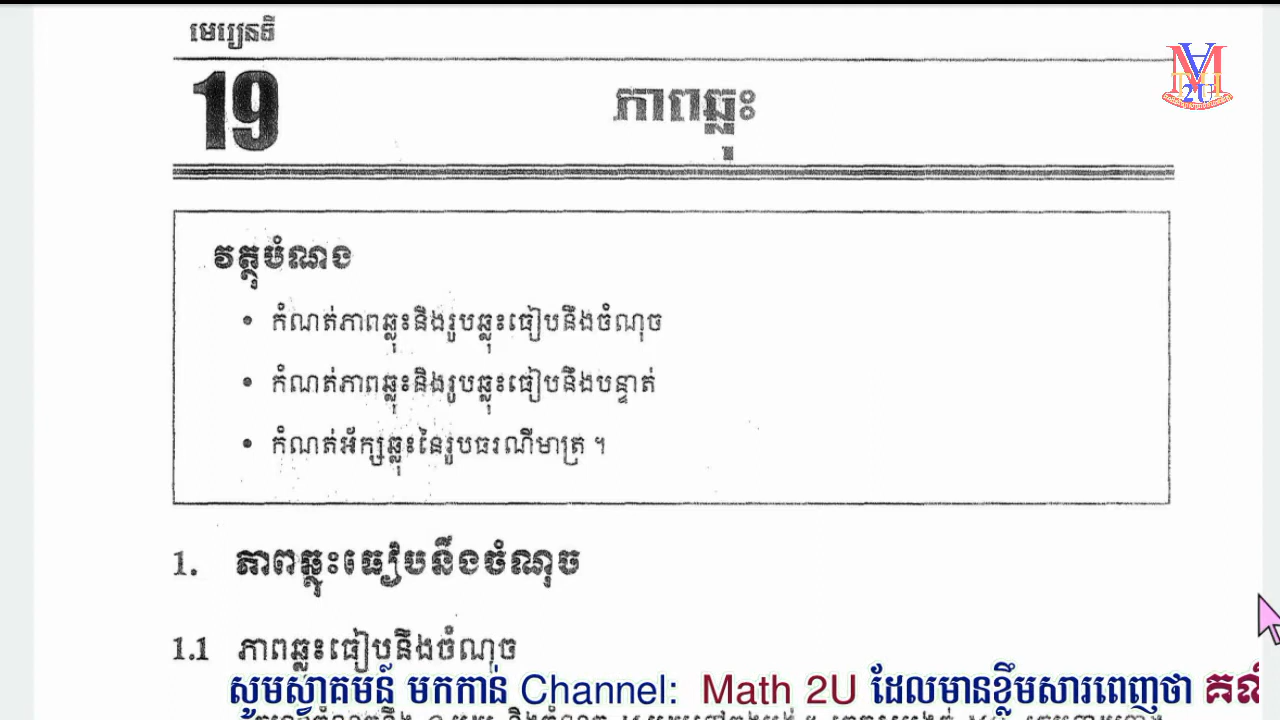 មេរៀនទី
19
ភាពឆ្លុះ
វត្ថុបំណង
• កំណត់ភាពឆ្លុះនិងរូបឆ្លុះធៀបនឹងចំណុច
• កំណត់ភាពឆ្លុះនិងរូបឆ្លុះធៀបនឹងបន្ទាត់
• កំណត់អ័ក្សឆ្លុះនៃរូបធរណីមាត្រ ។
1. ភាពឆ្លុះធៀបនឹងចំណុច
1.1 ភាពឆ្លុះធៀបនឹងចំណុច
សូមស្វាគមន៍ មកកាន់ Channel: Math 2U ដែលមានខ្លឹមសារពេញថា